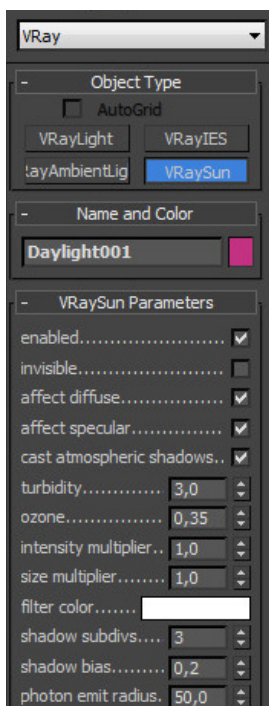 VRay
- Object Type
AutoGrid
VRayLight VRayIES
RayAmbientLig VRaySun
- Name and Color
Daylight001
- VRaySun Parameters
enabled........................
invisible........................
affect diffuse..................
affect specular...............
cast atmospheric shadows..
turbidity............. 3,0
ozone................ 0,35
intensity multiplier.. 1,0
size multiplier........ 1,0
filter color.......
shadow subdivs..... 3
shadow bias......... 0,2
photon emit radius. 50,0